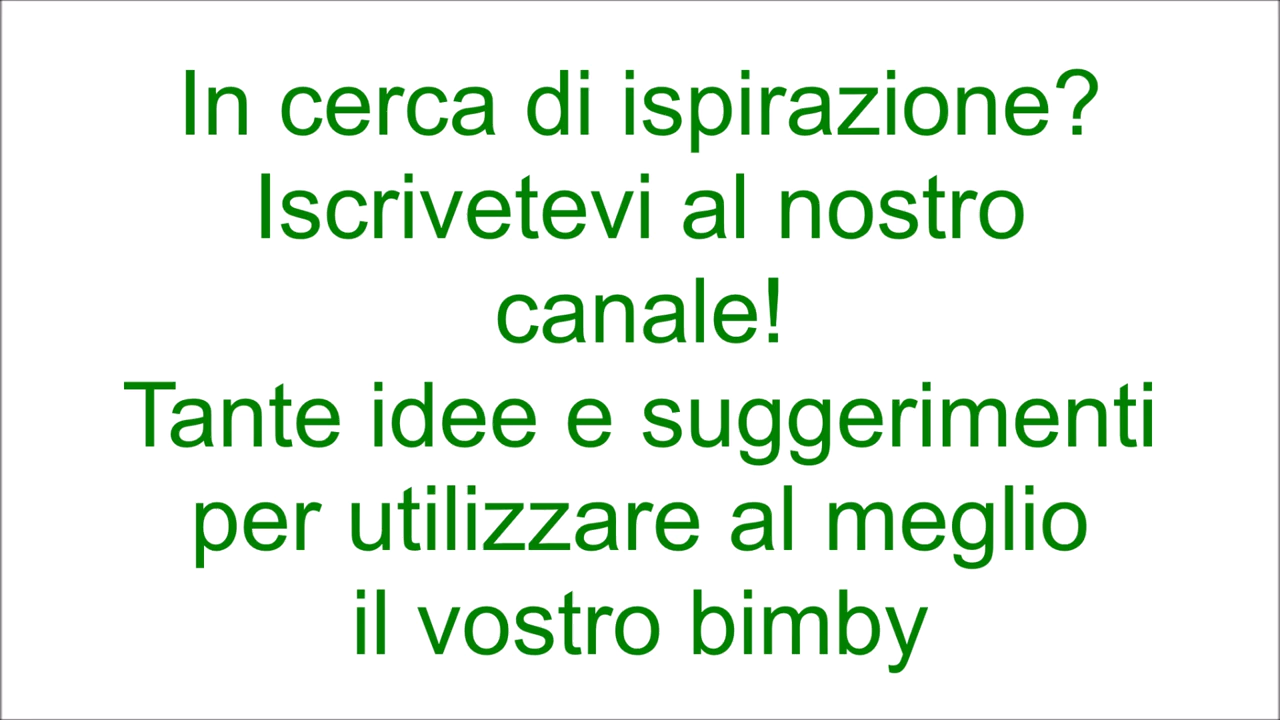 In cerca di ispirazione?
Iscrivetevi al nostro
canale!
Tante idee e suggerimenti
per utilizzare al meglio
il vostro bimby